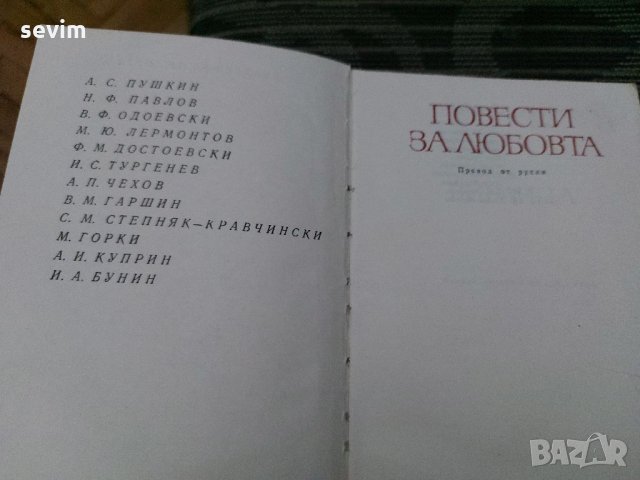 sevim
А. С. ПУШКИН
Н. Ф. ПАВЛОВ
В. Ф. ОДОЕВСКИ
М. Ю. ЛЕРМОНТОВ
Ф. М. ДОСТОЕВСКИ
И. С. ТУРГЕНЕВ
А. П. ЧЕХОВ
В. М. ГАРШИН
С. М. СТЕПНЯК—КРАВЧИНСКИ
М. ГОРКИ
А. И. КУПРИН
И. А. БУНИН
ПОВЕСТИ
ЗА ЛЮБОВТА
Превод от руски
BAZAR